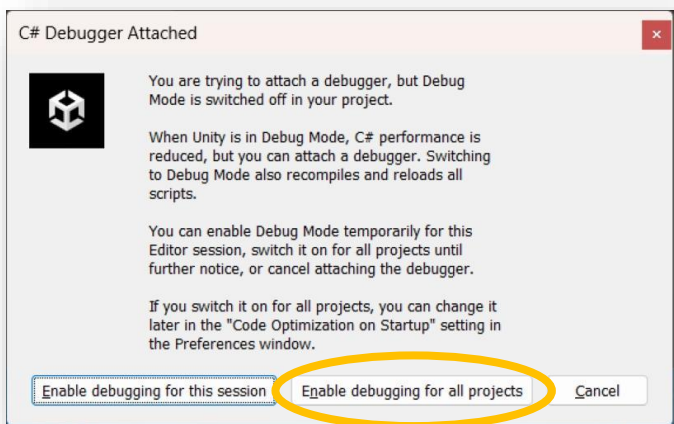 C# Debugger Attached
You are trying to attach a debugger, but Debug
Mode is switched off in your project.
When Unity is in Debug Mode, C# performance is
reduced, but you can attach a debugger. Switching
to Debug Mode also recompiles and reloads all
scripts.
You can enable Debug Mode temporarily for this
Editor session, switch it on for all projects until
further notice, or cancel attaching the debugger.
If you switch it on for all projects, you can change it
later in the "Code Optimization on Startup" setting in
the Preferences window.
Enable debugging for this session Enable debugging for all projects Cancel